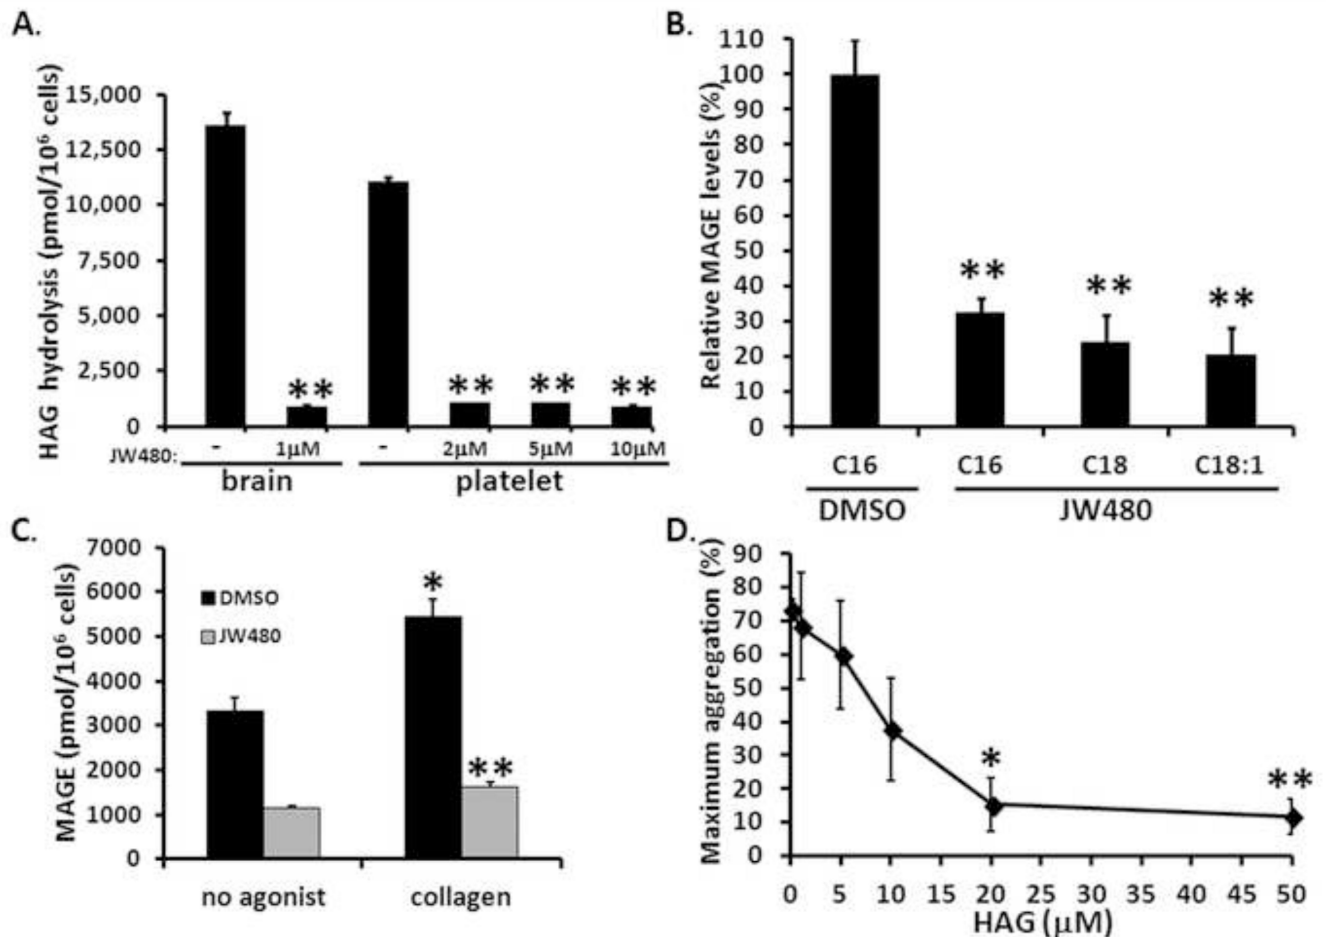 A.
HAG hydrolysis (pmol/10⁶ cells)
15,000
12,500
10,000
7,500
5,000
2,500
0
**
**
**
**
JW480: - 1µM - 2µM 5µM 10µM
brain platelet
B.
Relative MAGE levels (%)
110
100
90
80
70
60
50
40
30
20
10
0
**
**
**
C16 C16 C18 C18:1
DMSO JW480
C.
MAGE (pmol/10⁶ cells)
7000
6000
5000
4000
3000
2000
1000
0
DMSO
JW480
*
**
no agonist collagen
D.
Maximum aggregation (%)
90
80
70
60
50
40
30
20
10
0
*
**
0 5 10 15 20 25 30 35 40 45 50
HAG (µM)